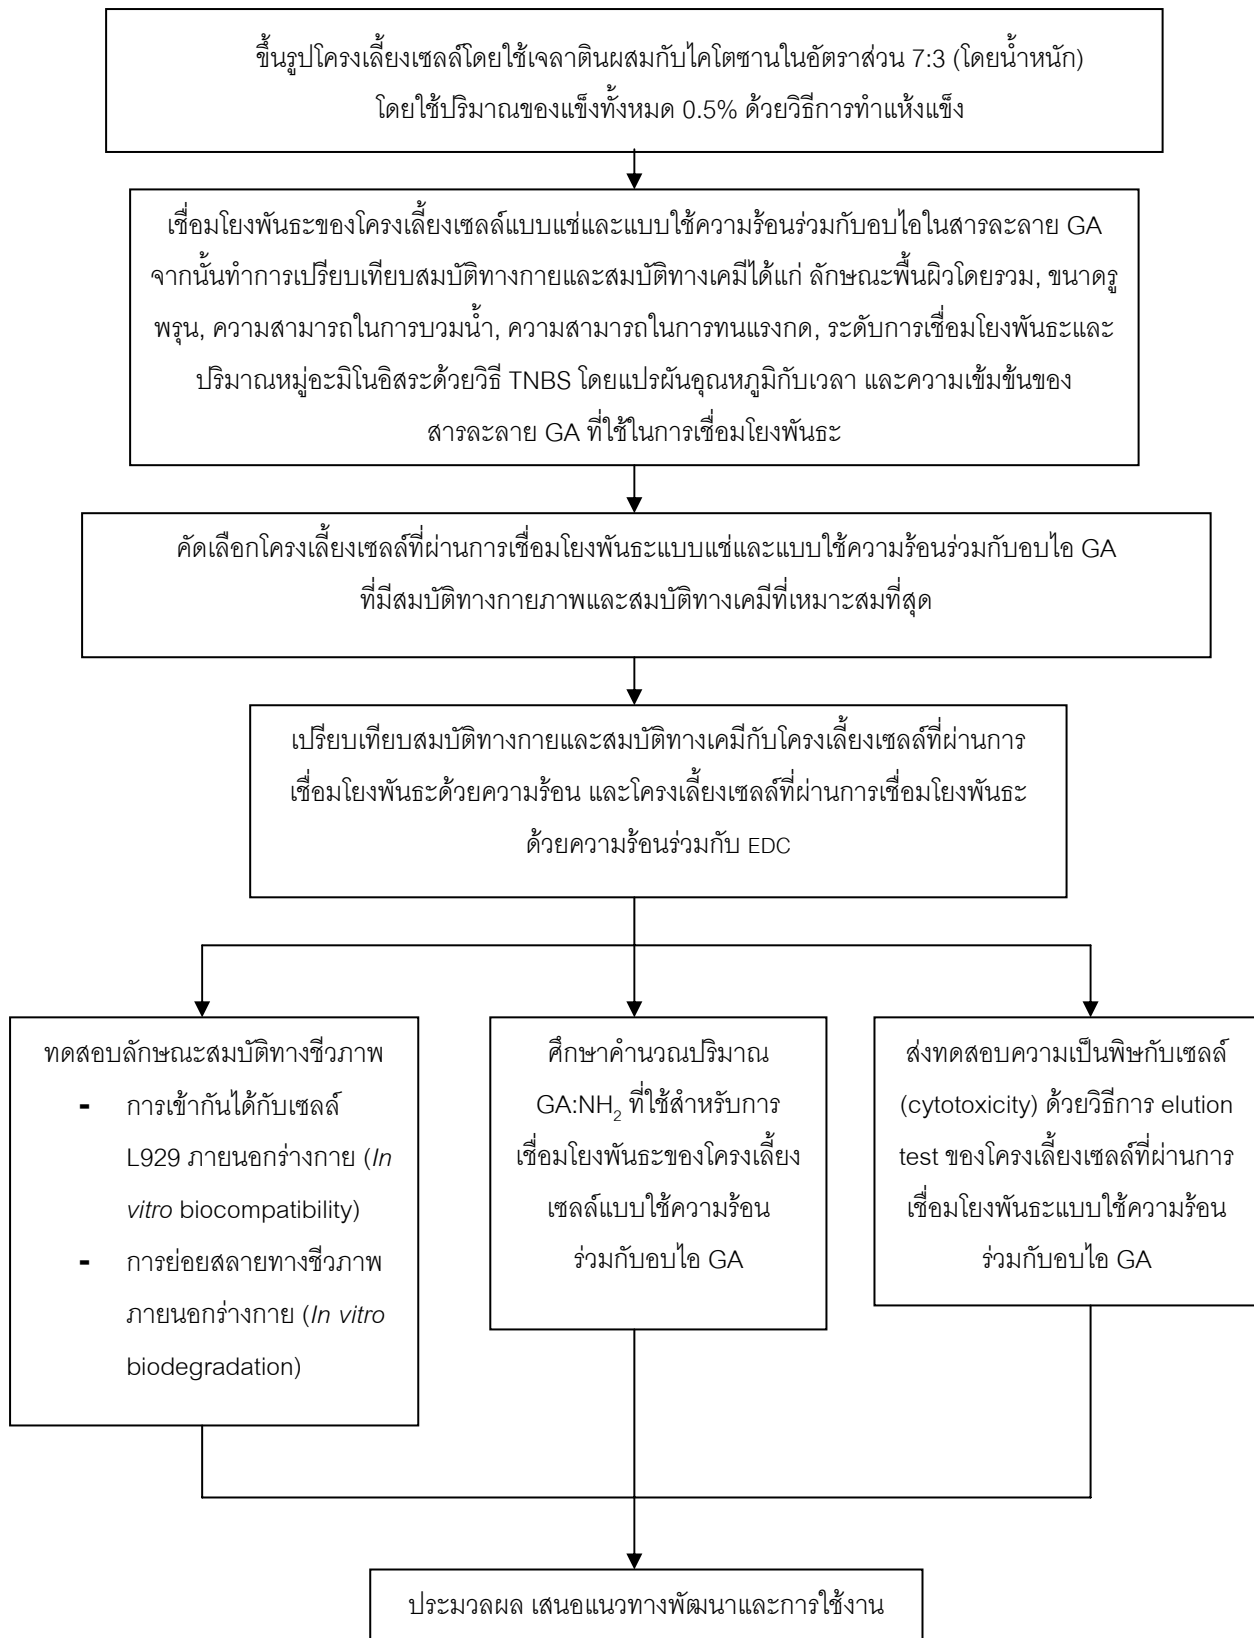 ขึ้นรูปโครงเลี้ยงเซลล์โดยใช้เจลาตินผสมกับไคโตซานในอัตราส่วน 7:3 (โดยน้ำหนัก)
โดยใช้ปริมาณของแข็งทั้งหมด 0.5% ด้วยวิธีการทำแห้งแข็ง
เชื่อมโยงพันธะของโครงเลี้ยงเซลล์แบบแช่และแบบใช้ความร้อนร่วมกับอบไอในสารละลาย GA
จากนั้นทำการเปรียบเทียบสมบัติทางกายและสมบัติทางเคมีได้แก่ ลักษณะพื้นผิวโดยรวม, ขนาดรู
พรุน, ความสามารถในการบวมน้ำ, ความสามารถในการทนแรงกด, ระดับการเชื่อมโยงพันธะและ
ปริมาณหมู่อะมิโนอิสระด้วยวิธี TNBS โดยแปรผันอุณหภูมิกับเวลา และความเข้มข้นของ
สารละลาย GA ที่ใช้ในการเชื่อมโยงพันธะ
คัดเลือกโครงเลี้ยงเซลล์ที่ผ่านการเชื่อมโยงพันธะแบบแช่และแบบใช้ความร้อนร่วมกับอบไอ GA
ที่มีสมบัติทางกายภาพและสมบัติทางเคมีที่เหมาะสมที่สุด
เปรียบเทียบสมบัติทางกายและสมบัติทางเคมีกับโครงเลี้ยงเซลล์ที่ผ่านการ
เชื่อมโยงพันธะด้วยความร้อน และโครงเลี้ยงเซลล์ที่ผ่านการเชื่อมโยงพันธะ
ด้วยความร้อนร่วมกับ EDC
ทดสอบลักษณะสมบัติทางชีวภาพ
- การเข้ากันได้กับเซลล์
L929 ภายนอกร่างกาย (In
vitro biocompatibility)
- การย่อยสลายทางชีวภาพ
ภายนอกร่างกาย (In vitro
biodegradation)
ศึกษาคำนวณปริมาณ
GA:NH₂ ที่ใช้สำหรับการ
เชื่อมโยงพันธะของโครงเลี้ยง
เซลล์แบบใช้ความร้อน
ร่วมกับอบไอ GA
ส่งทดสอบความเป็นพิษกับเซลล์
(cytotoxicity) ด้วยวิธีการ elution
test ของโครงเลี้ยงเซลล์ที่ผ่านการ
เชื่อมโยงพันธะแบบใช้ความร้อน
ร่วมกับอบไอ GA
ประมวลผล เสนอแนวทางพัฒนาและการใช้งาน